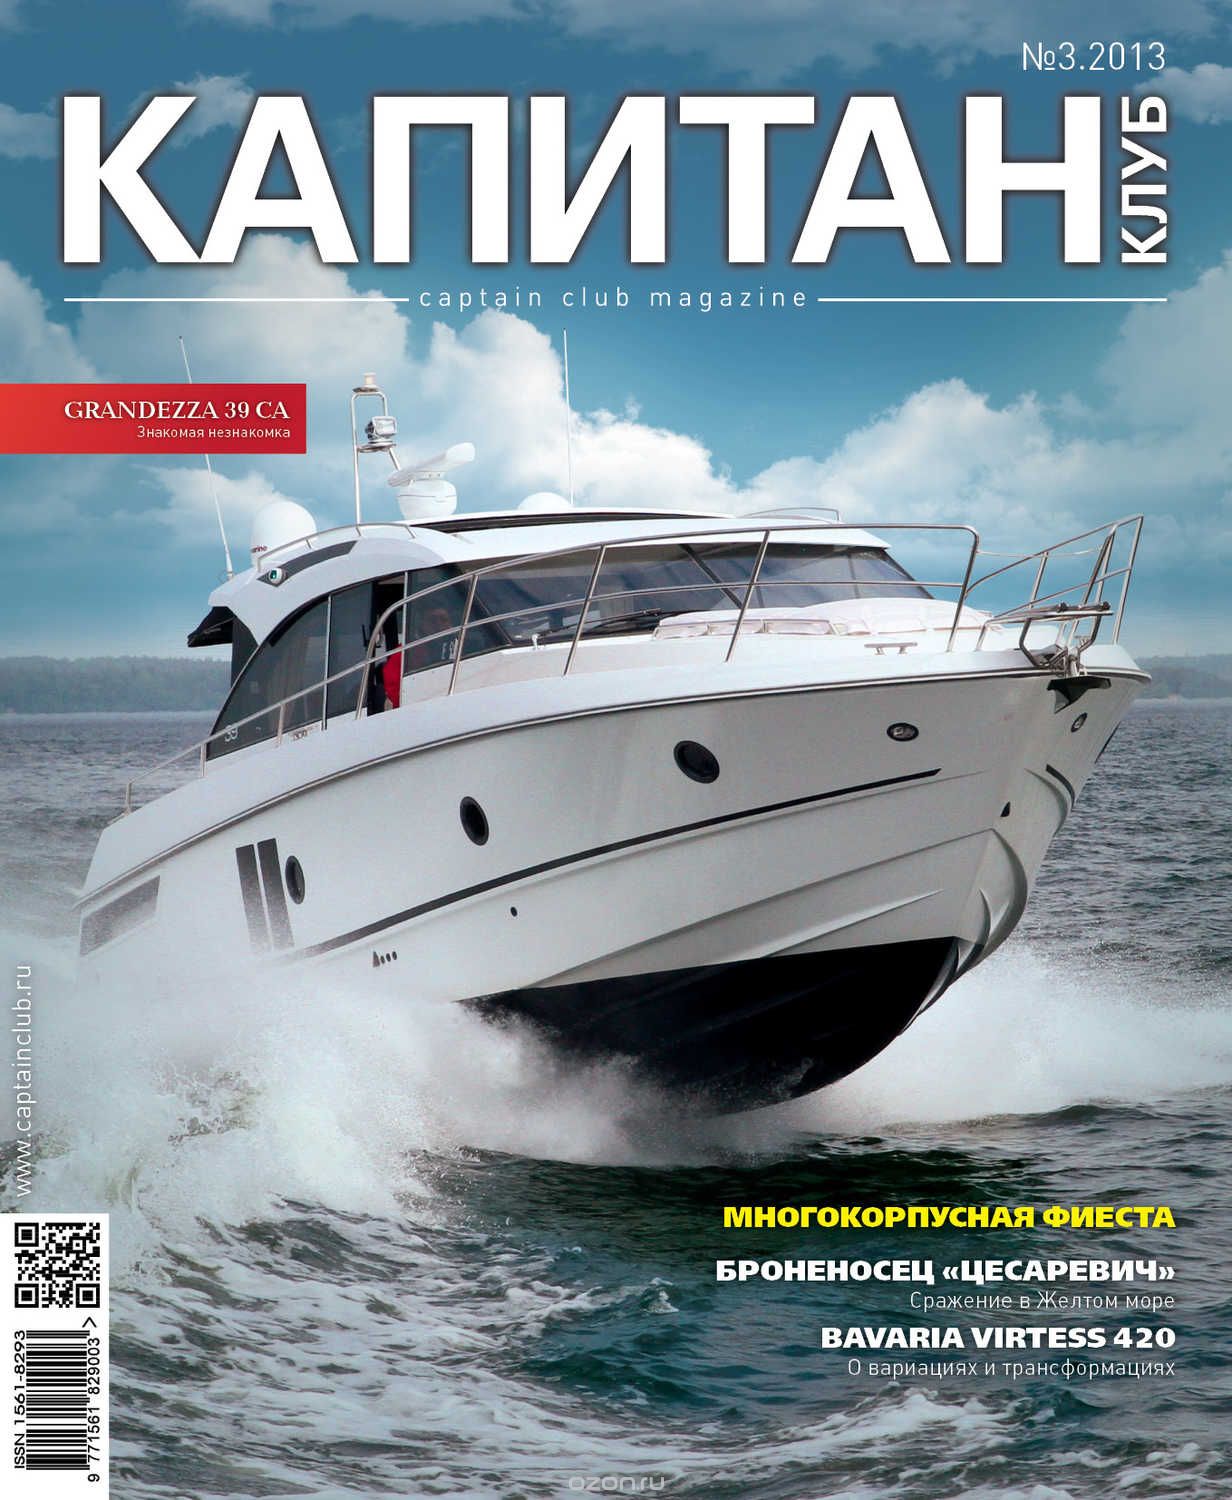 №3.2013
КАПИТАН
КЛУБ
captain club magazine
GRANDEZZA 39 CA
Знакомая незнакомка
39
www.captainclub.ru
МНОГОКОРПУСНАЯ ФИЕСТА
БРОНЕНОСЕЦ «ЦЕСАРЕВИЧ»
Сражение в Желтом море
BAVARIA VIRTESS 420
О вариациях и трансформациях
ISSN 1561-8293
9 771561 829003 >
ozon.ru